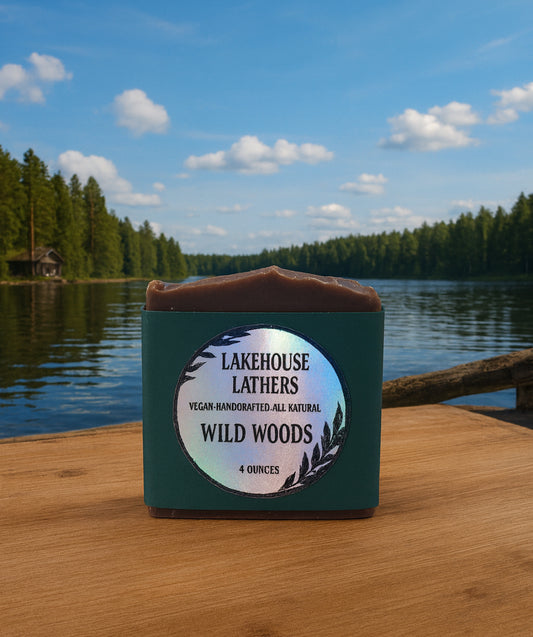 LAKEHOUSE
LATHERS
VEGAN-HANDCRAFTED-ALL NATURAL
WILD WOODS
4 OUNCES